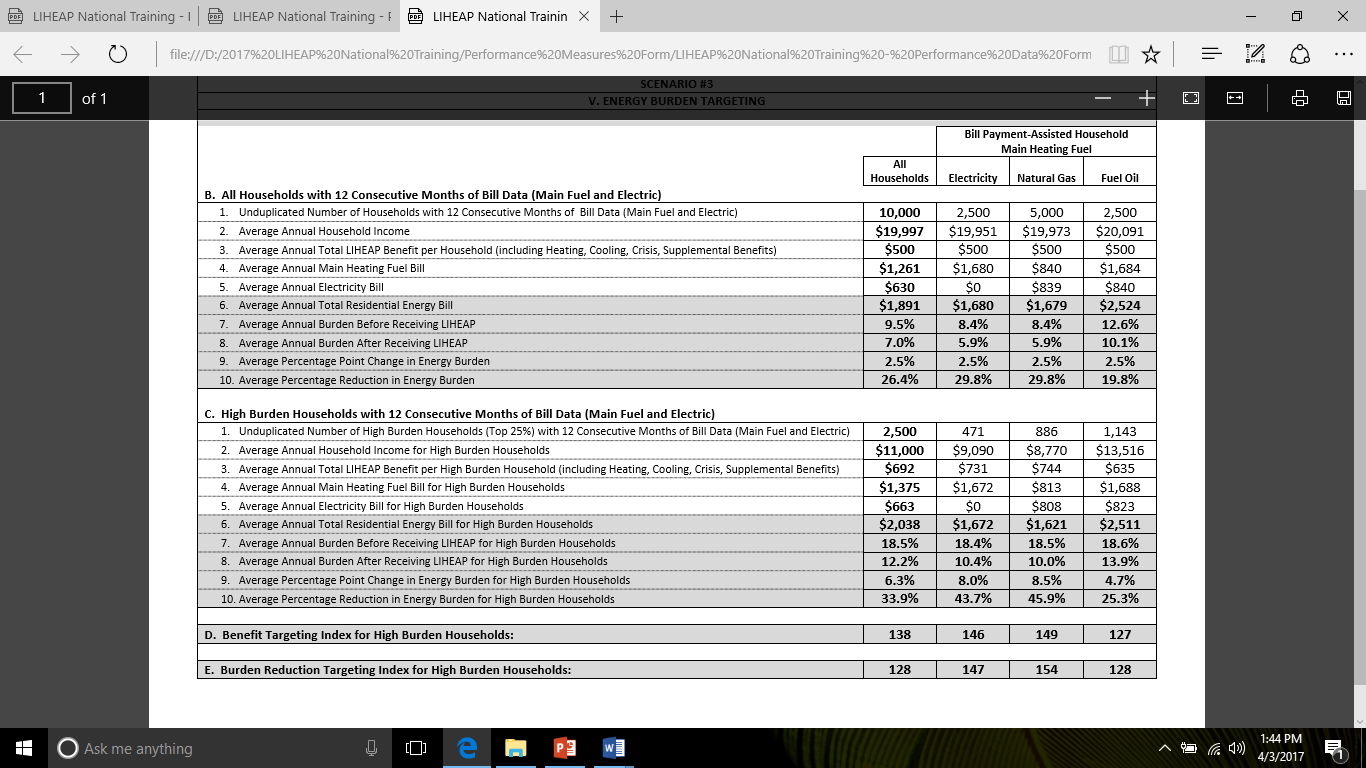 LIHEAP National Training - I
LIHEAP National Training - F
LIHEAP National Trainin
file:///D:/2017%20LIHEAP%20National%20Training/Performance%20Measures%20Form/LIHEAP%20National%20Training%20-%20Performance%20Data%20Form
1 of 1
SCENARIO #3
V. ENERGY BURDEN TARGETING
Bill Payment-Assisted Household
Main Heating Fuel
All
Households Electricity Natural Gas Fuel Oil
B. All Households with 12 Consecutive Months of Bill Data (Main Fuel and Electric)
1. Unduplicated Number of Households with 12 Consecutive Months of Bill Data (Main Fuel and Electric) 10,000 2,500 5,000 2,500
2. Average Annual Household Income $19,997 $19,951 $19,973 $20,091
3. Average Annual Total LIHEAP Benefit per Household (including Heating, Cooling, Crisis, Supplemental Benefits) $500 $500 $500 $500
4. Average Annual Main Heating Fuel Bill $1,261 $1,680 $840 $1,684
5. Average Annual Electricity Bill $630 $0 $839 $840
6. Average Annual Total Residential Energy Bill $1,891 $1,680 $1,679 $2,524
7. Average Annual Burden Before Receiving LIHEAP 9.5% 8.4% 8.4% 12.6%
8. Average Annual Burden After Receiving LIHEAP 7.0% 5.9% 5.9% 10.1%
9. Average Percentage Point Change in Energy Burden 2.5% 2.5% 2.5% 2.5%
10. Average Percentage Reduction in Energy Burden 26.4% 29.8% 29.8% 19.8%
C. High Burden Households with 12 Consecutive Months of Bill Data (Main Fuel and Electric)
1. Unduplicated Number of High Burden Households (Top 25%) with 12 Consecutive Months of Bill Data (Main Fuel and Electric) 2,500 471 886 1,143
2. Average Annual Household Income for High Burden Households $11,000 $9,090 $8,770 $13,516
3. Average Annual Total LIHEAP Benefit per High Burden Household (including Heating, Cooling, Crisis, Supplemental Benefits) $692 $731 $744 $635
4. Average Annual Main Heating Fuel Bill for High Burden Households $1,375 $1,672 $813 $1,688
5. Average Annual Electricity Bill for High Burden Households $663 $0 $808 $823
6. Average Annual Total Residential Energy Bill for High Burden Households $2,038 $1,672 $1,621 $2,511
7. Average Annual Burden Before Receiving LIHEAP for High Burden Households 18.5% 18.4% 18.5% 18.6%
8. Average Annual Burden After Receiving LIHEAP for High Burden Households 12.2% 10.4% 10.0% 13.9%
9. Average Percentage Point Change in Energy Burden for High Burden Households 6.3% 8.0% 8.5% 4.7%
10. Average Percentage Reduction in Energy Burden for High Burden Households 33.9% 43.7% 45.9% 25.3%
D. Benefit Targeting Index for High Burden Households: 138 146 149 127
E. Burden Reduction Targeting Index for High Burden Households: 128 147 154 128
Ask me anything
1:44 PM
4/3/2017
1